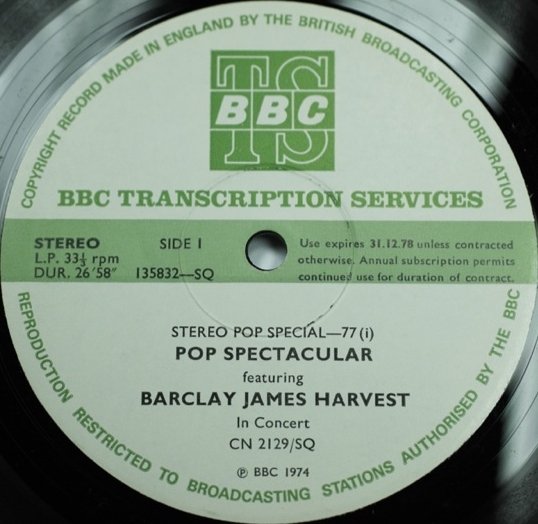 COPYRIGHT RECORD MADE IN ENGLAND BY THE BRITISH BROADCASTING CORPORATION
TS
BBC
BBC TRANSCRIPTION SERVICES
STEREO
L.P. 33⅓ rpm
DUR. 26′58″
SIDE 1
135832—SQ
Use expires 31.12.78 unless contracted
otherwise. Annual subscription permits
continued use for duration of contract.
STEREO POP SPECIAL—77 (i)
POP SPECTACULAR
featuring
BARCLAY JAMES HARVEST
In Concert
CN 2129/SQ
℗ BBC 1974
REPRODUCTION RESTRICTED TO BROADCASTING STATIONS AUTHORISED BY THE BBC